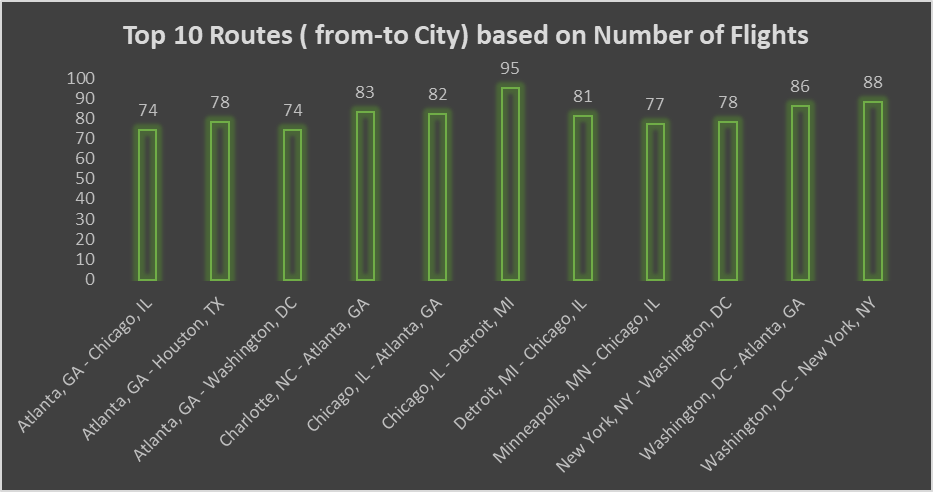 Top 10 Routes ( from-to City) based on Number of Flights
100
90
80
70
60
50
40
30
20
10
0
74
78
74
83
82
95
81
77
78
86
88
Atlanta, GA - Chicago, IL
Atlanta, GA - Houston, TX
Atlanta, GA - Washington, DC
Charlotte, NC - Atlanta, GA
Chicago, IL - Atlanta, GA
Chicago, IL - Detroit, MI
Detroit, MI - Chicago, IL
Minneapolis, MN - Chicago, IL
New York, NY - Washington, DC
Washington, DC - Atlanta, GA
Washington, DC - New York, NY